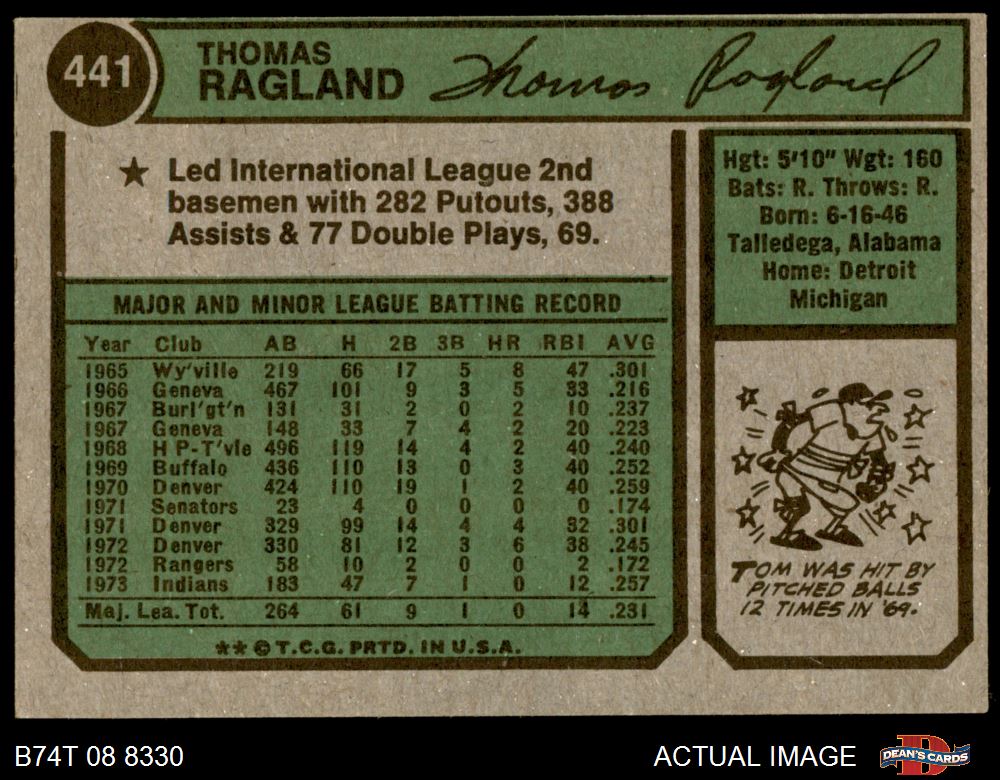 441
THOMAS
RAGLAND
Thomas Ragland
★ Led International League 2nd
basemen with 282 Putouts, 388
Assists & 77 Double Plays, 69.
Hgt: 5'10" Wgt: 160
Bats: R. Throws: R.
Born: 6-16-46
Talledega, Alabama
Home: Detroit
Michigan
MAJOR AND MINOR LEAGUE BATTING RECORD
Year Club AB H 2B 3B HR RBI AVG
1965 Wy'ville 219 66 17 5 8 47 .301
1966 Geneva 467 101 9 3 5 33 .216
1967 Burl'gt'n 131 31 2 0 2 10 .237
1967 Geneva 148 33 7 4 2 20 .223
1968 H P-T'vle 496 119 14 4 2 40 .240
1969 Buffalo 436 110 13 0 3 40 .252
1970 Denver 424 110 19 1 2 40 .259
1971 Senators 23 4 0 0 0 0 .174
1971 Denver 329 99 14 4 4 32 .301
1972 Denver 330 81 12 3 6 38 .245
1972 Rangers 58 10 2 0 0 2 .172
1973 Indians 183 47 7 1 0 12 .257
Maj. Lea. Tot. 264 61 9 1 0 14 .231
★★ © T.C.G. PRTD. IN U.S.A.
TOM WAS HIT BY
PITCHED BALLS
12 TIMES IN '69.
B74T 08 8330
ACTUAL IMAGE
D
DEAN'S CARDS